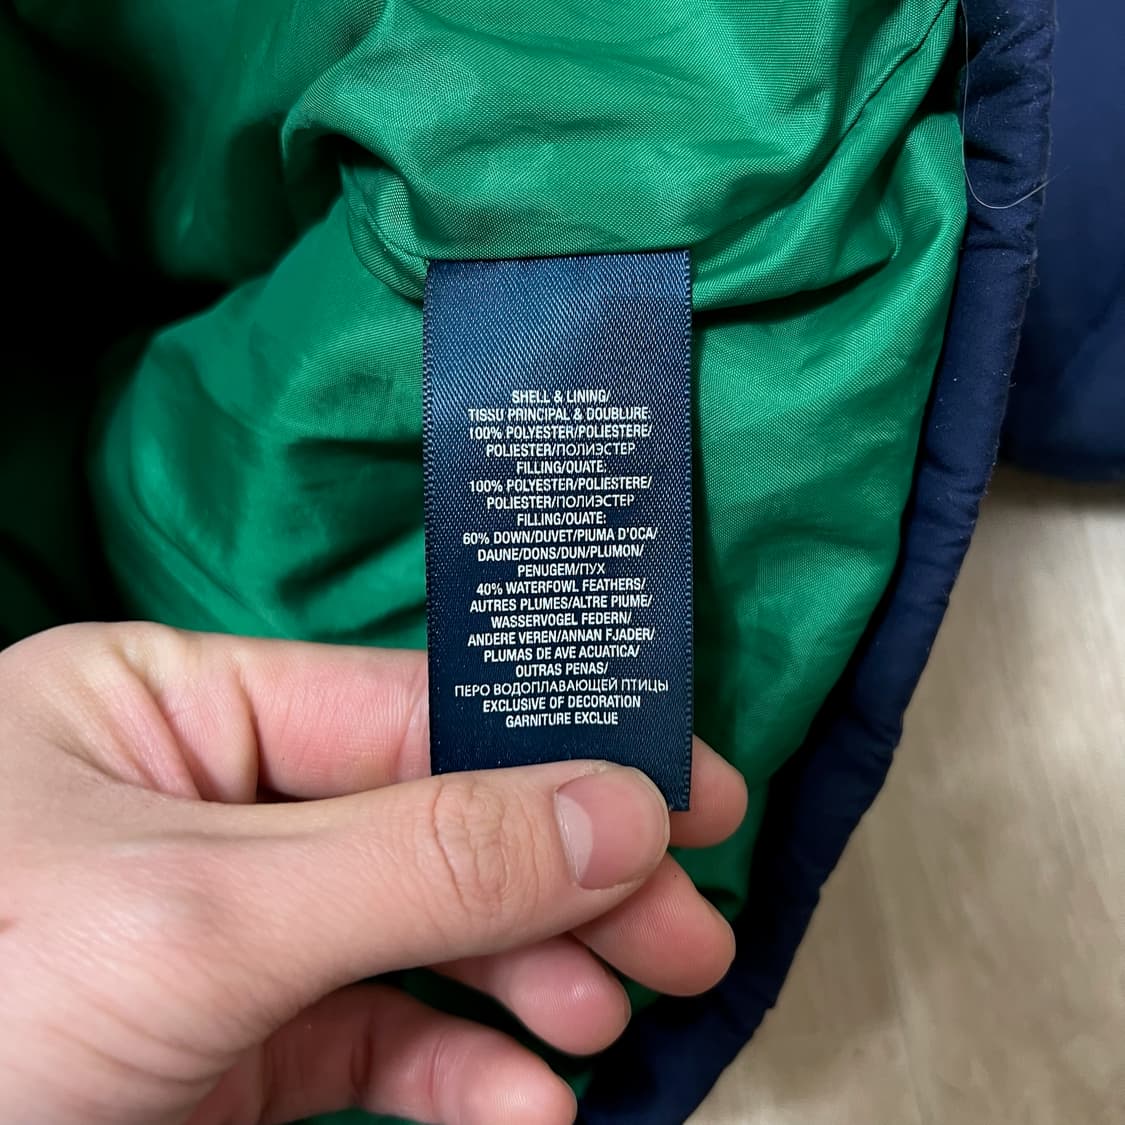 SHELL & LINING/
TISSU PRINCIPAL & DOUBLURE:
100% POLYESTER/POLIESTERE/
POLIESTER/ПОЛИЭСТЕР
FILLING/OUATE:
100% POLYESTER/POLIESTERE/
POLIESTER/ПОЛИЭСТЕР
FILLING/OUATE:
60% DOWN/DUVET/PIUMA D'OCA/
DAUNE/DONS/DUN/PLUMON/
PENUGEM/ПУХ
40% WATERFOWL FEATHERS/
AUTRES PLUMES/ALTRE PIUME/
WASSERVOGEL FEDERN/
ANDERE VEREN/ANNAN FJADER/
PLUMAS DE AVE ACUATICA/
OUTRAS PENAS/
ПЕРО ВОДОПЛАВАЮЩЕЙ ПТИЦЫ
EXCLUSIVE OF DECORATION
GARNITURE EXCLUE